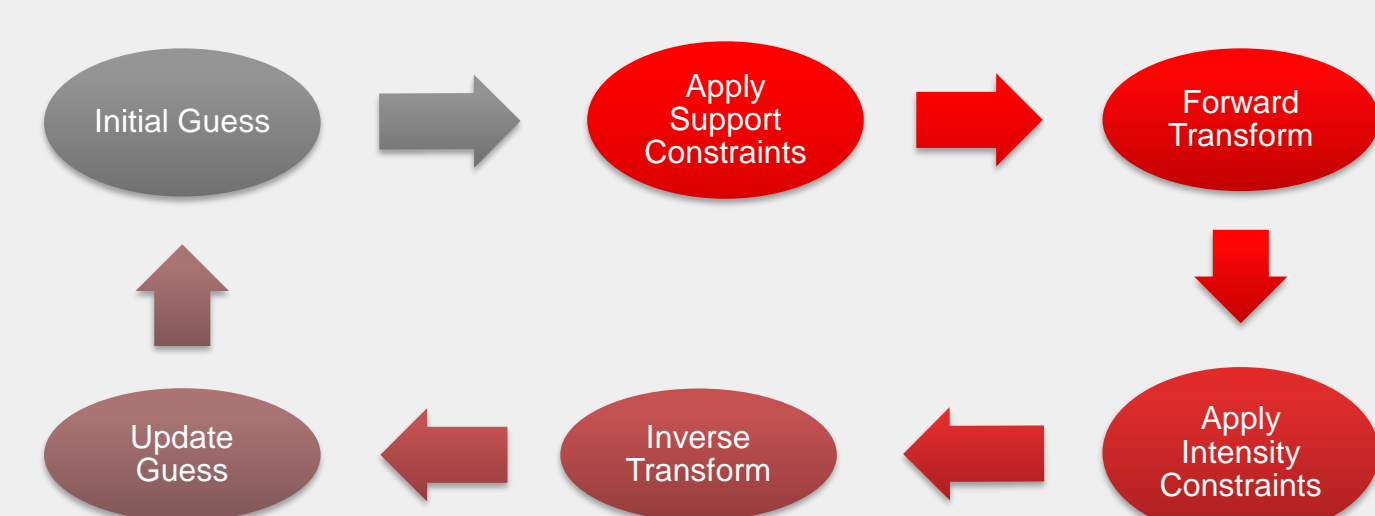 Initial Guess
Apply
Support
Constraints
Forward
Transform
Apply
Intensity
Constraints
Inverse
Transform
Update
Guess